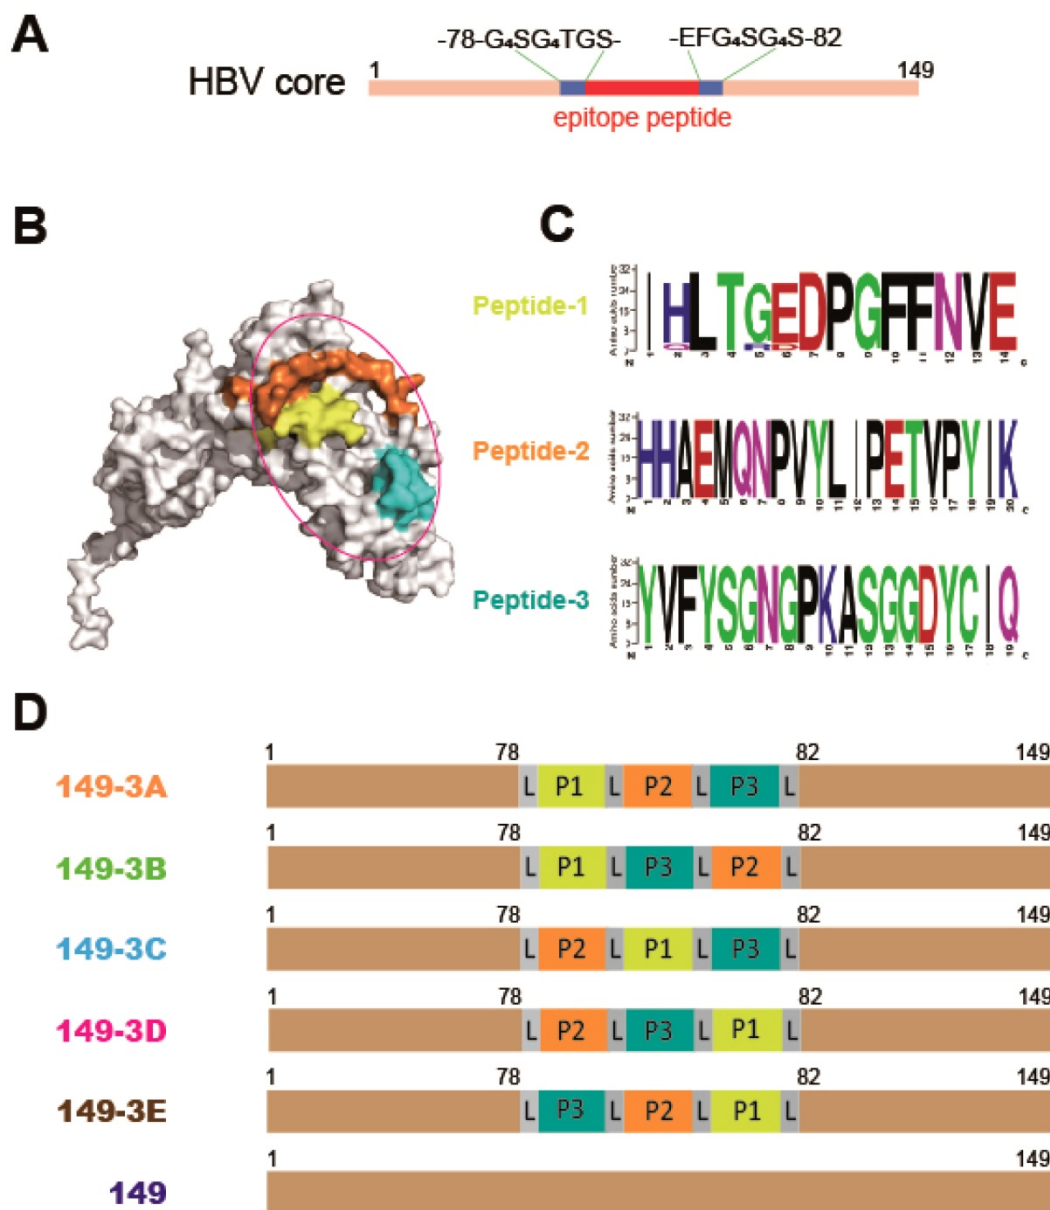 A
-78-G₄SG₄TGS- -EFG₄SG₄S-82
HBV core 1 149
epitope peptide
B
C
Peptide-1
IHLTGEDPGFFNVE
Peptide-2
HHAEMQNPVYLIPETVPYIK
Peptide-3
YVFYSGNGPKASGGDYCIQ
D
1 78 82 149
149-3A L P1 L P2 L P3 L
1 78 82 149
149-3B L P1 L P3 L P2 L
1 78 82 149
149-3C L P2 L P1 L P3 L
1 78 82 149
149-3D L P2 L P3 L P1 L
1 78 82 149
149-3E L P3 L P2 L P1 L
1 149
149